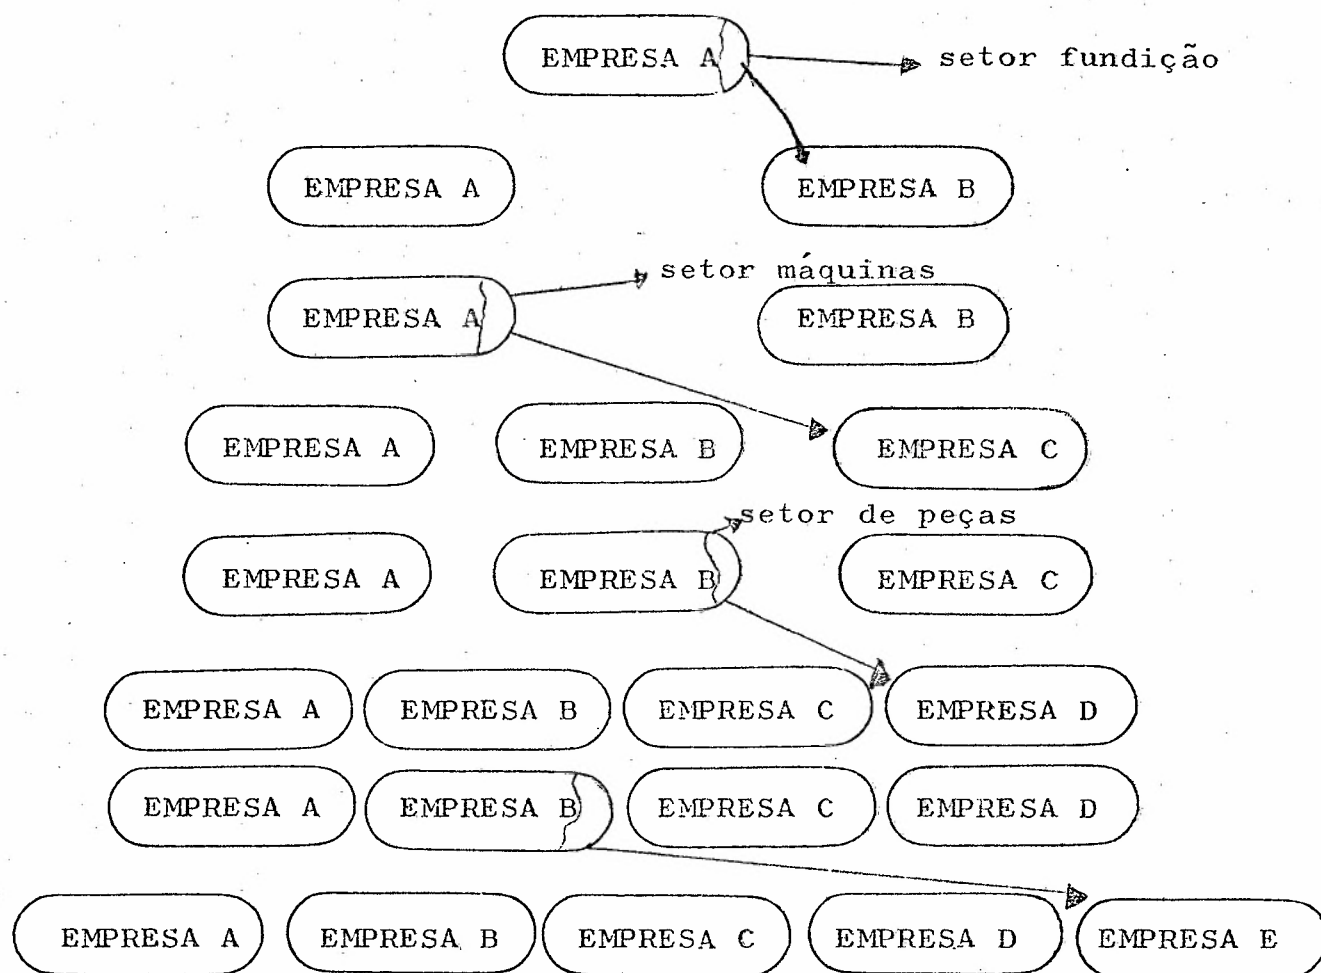 EMPRESA A setor fundição
EMPRESA A EMPRESA B
setor máquinas
EMPRESA A EMPRESA B
EMPRESA A EMPRESA B EMPRESA C
setor de peças
EMPRESA A EMPRESA B EMPRESA C
EMPRESA A EMPRESA B EMPRESA C EMPRESA D
EMPRESA A EMPRESA B EMPRESA C EMPRESA D
EMPRESA A EMPRESA B EMPRESA C EMPRESA D EMPRESA E